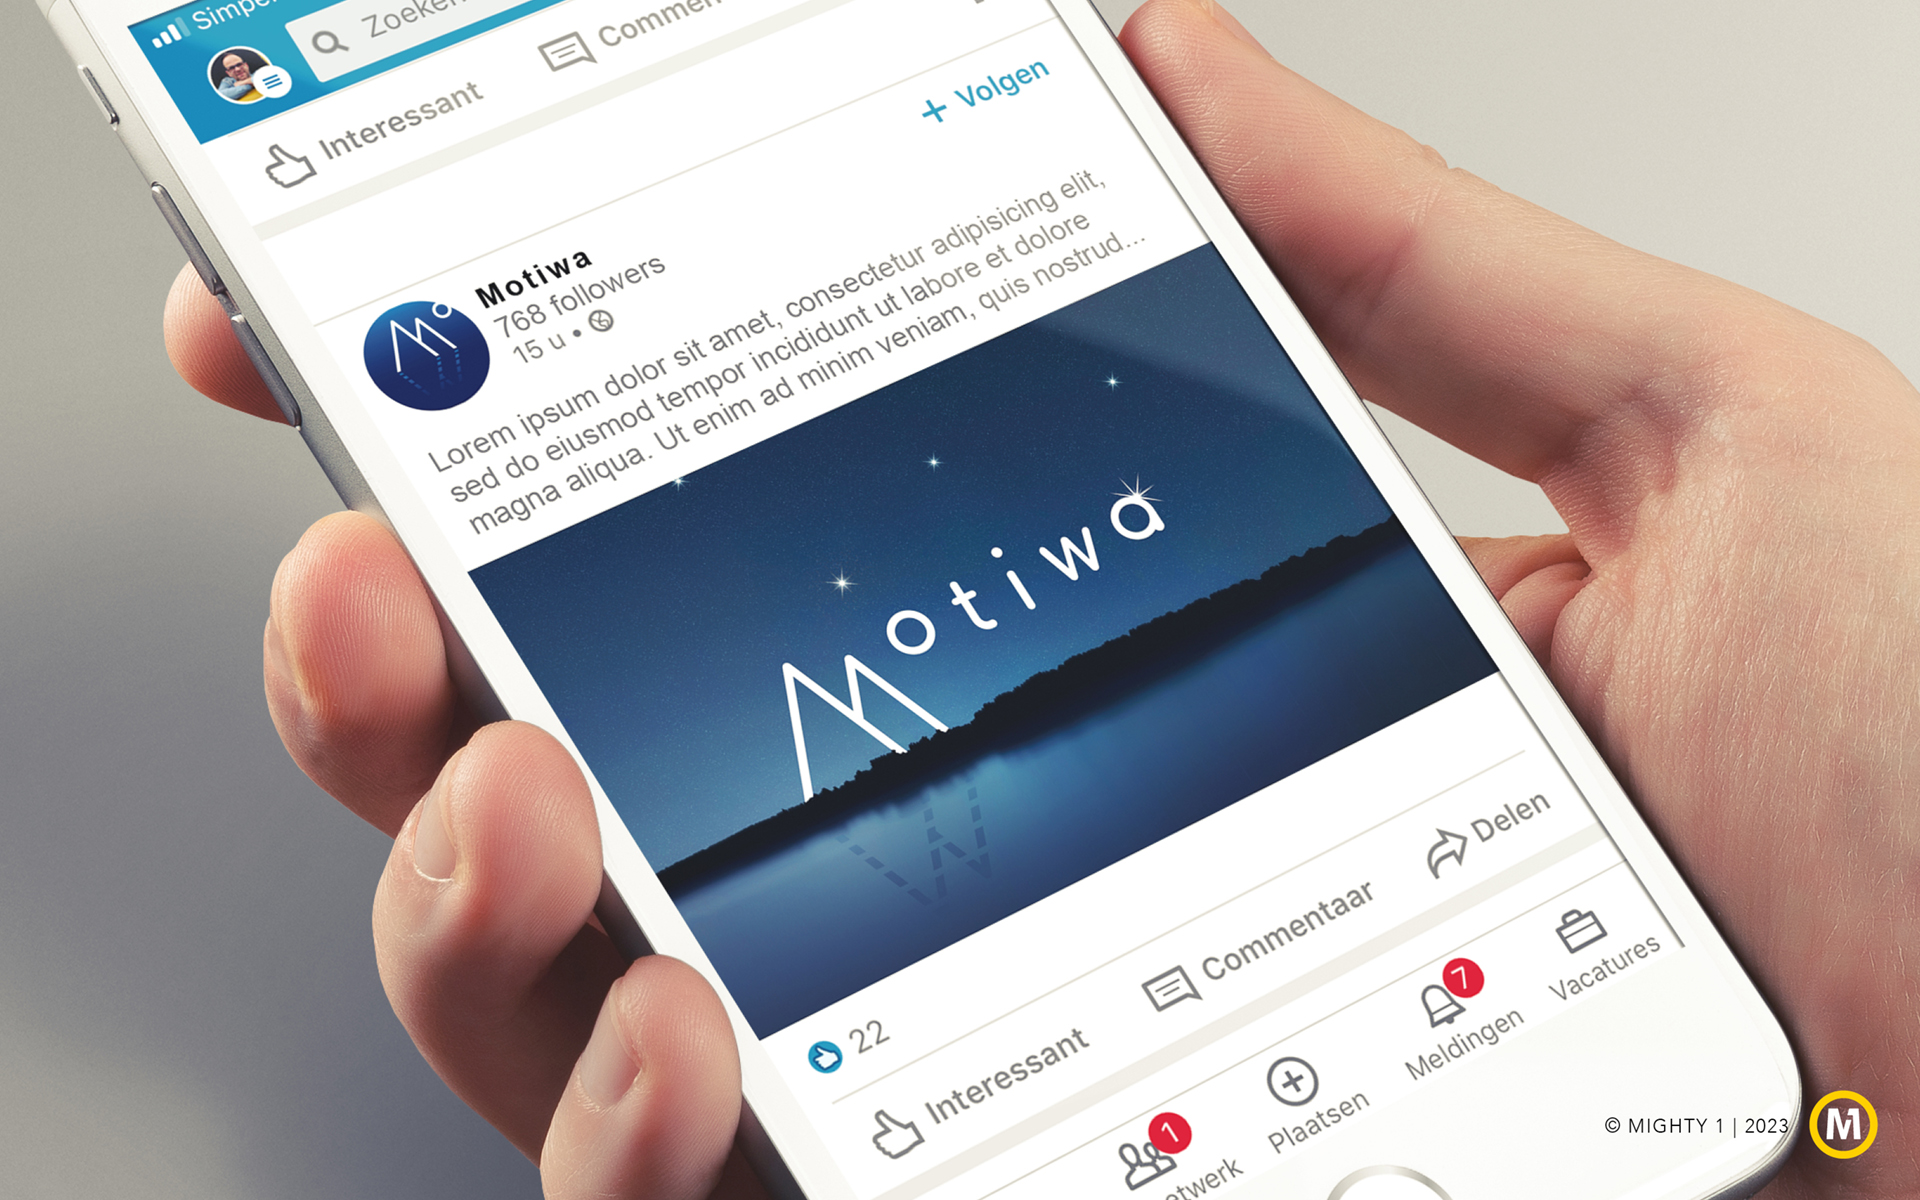 Zoeken
Interessant
+ Volgen
Motiwa
768 followers
15 u •
Lorem ipsum dolor sit amet, consectetur adipisicing elit,
sed do eiusmod tempor incididunt ut labore et dolore
magna aliqua. Ut enim ad minim veniam, quis nostrud...
Mo
Motiwa
22
Interessant
Commentaar
Delen
1
Plaatsen
7
Meldingen
Vacatures
© MIGHTY 1 | 2023
M1